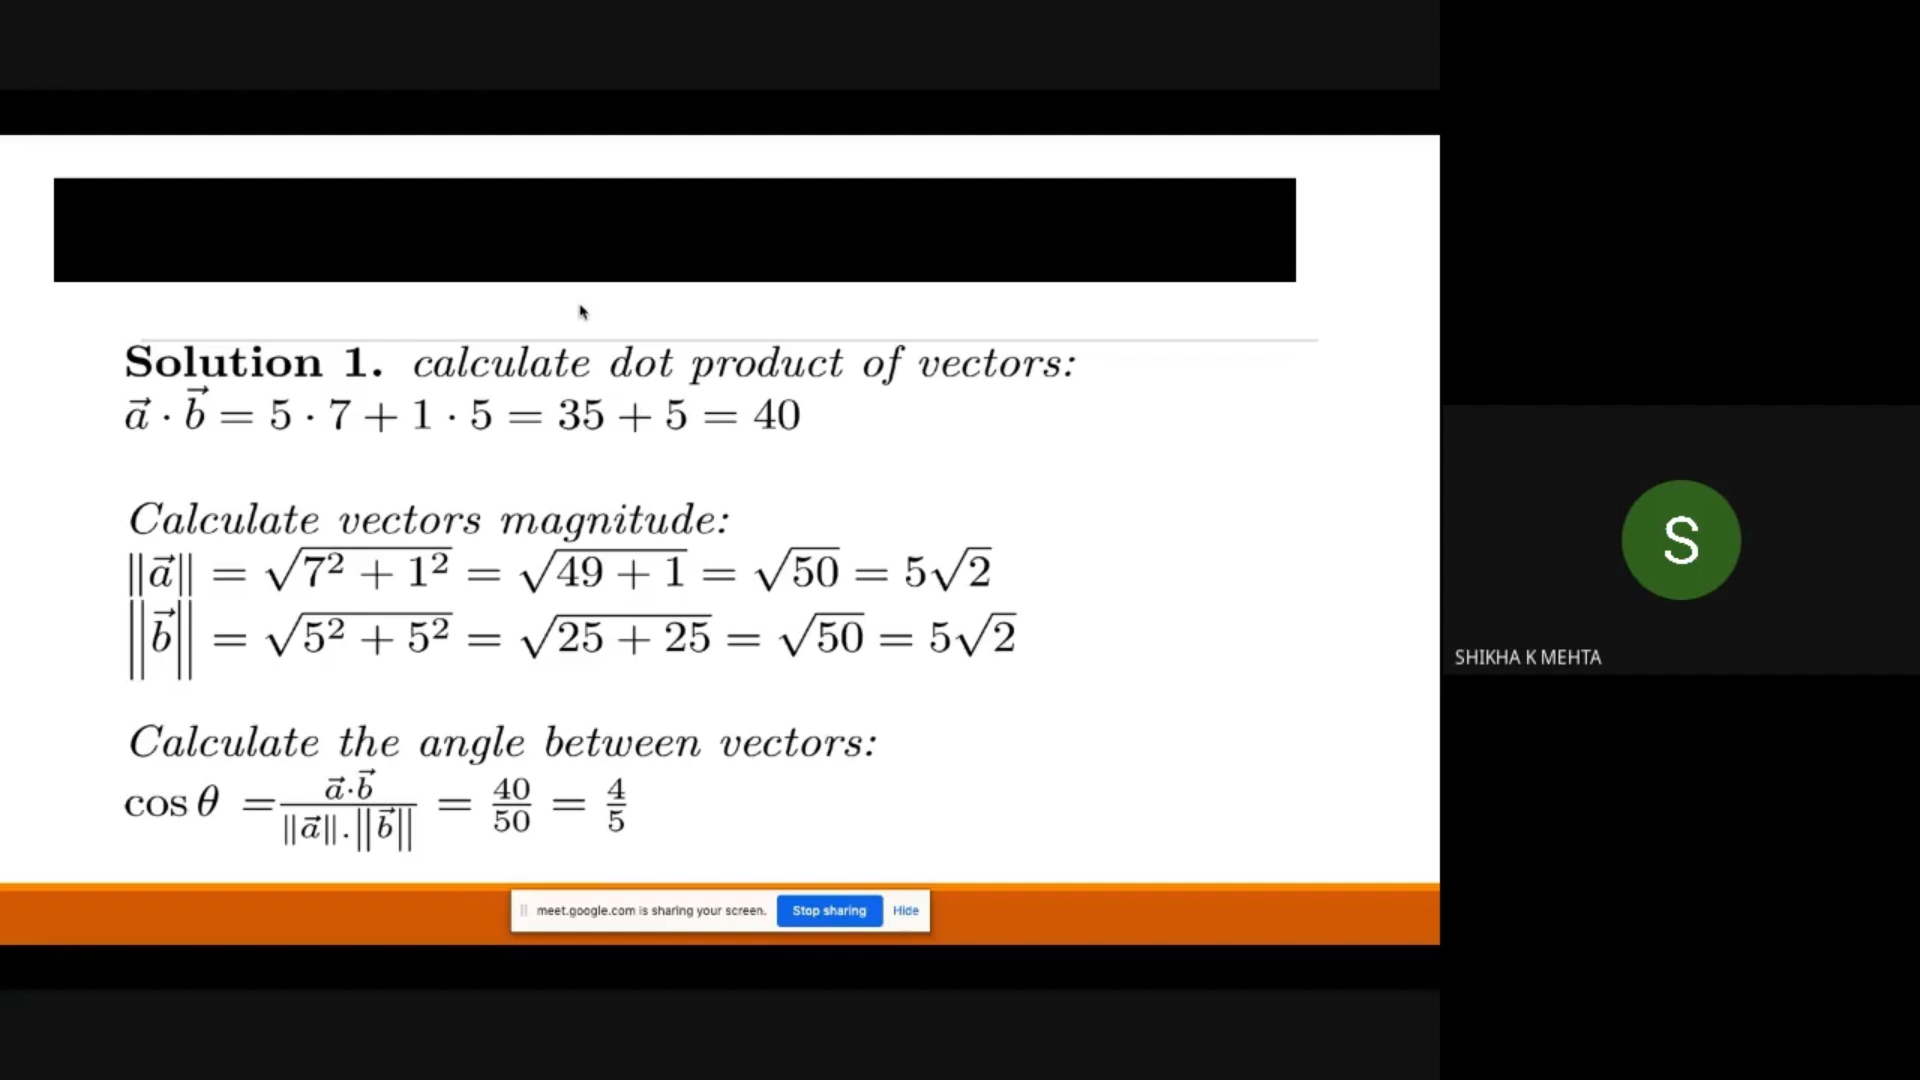 Solution 1. calculate dot product of vectors:
a⃗ · b⃗ = 5 · 7 + 1 · 5 = 35 + 5 = 40
Calculate vectors magnitude:
‖a⃗‖ = √(7² + 1²) = √(49 + 1) = √50 = 5√2
‖b⃗‖ = √(5² + 5²) = √(25 + 25) = √50 = 5√2
Calculate the angle between vectors:
cos θ = (a⃗·b⃗)/(‖a⃗‖.‖b⃗‖) = 40/50 = 4/5
meet.google.com is sharing your screen. Stop sharing Hide
S
SHIKHA K MEHTA